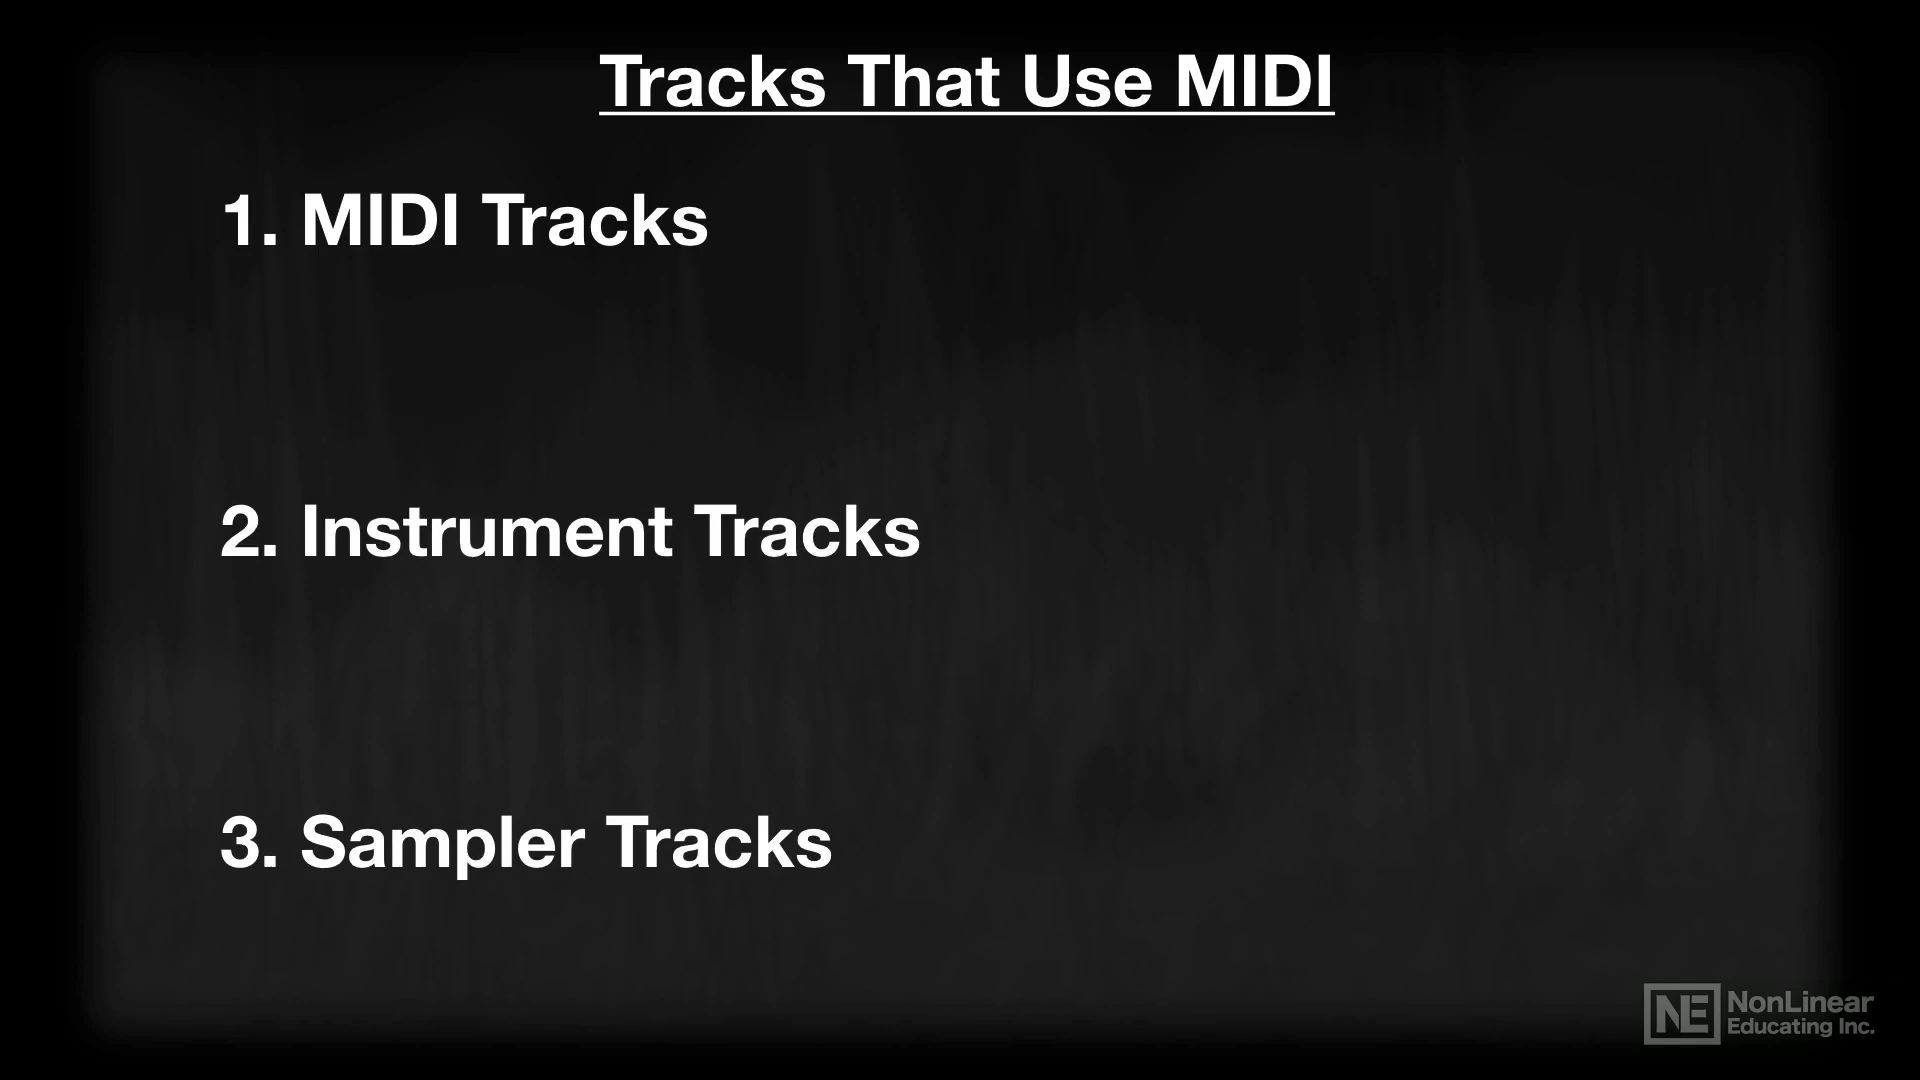 Tracks That Use MIDI
1. MIDI Tracks
2. Instrument Tracks
3. Sampler Tracks
NE NonLinear
Educating Inc.